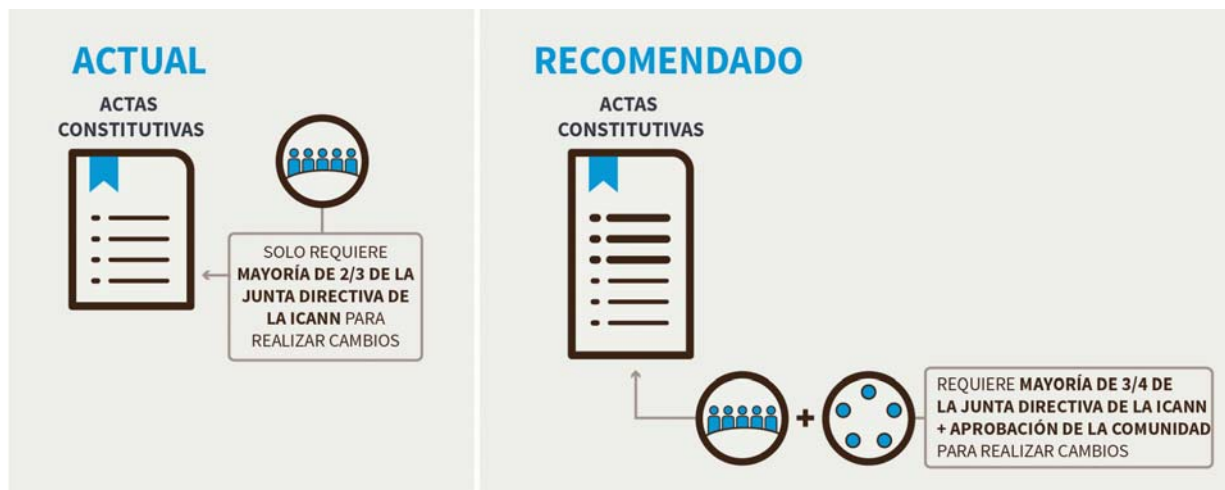 ACTUAL
ACTAS
CONSTITUTIVAS
SOLO REQUIERE
MAYORÍA DE 2/3 DE LA
JUNTA DIRECTIVA DE
LA ICANN PARA
REALIZAR CAMBIOS
RECOMENDADO
ACTAS
CONSTITUTIVAS
+
REQUIERE MAYORÍA DE 3/4 DE
LA JUNTA DIRECTIVA DE LA ICANN
+ APROBACIÓN DE LA COMUNIDAD
PARA REALIZAR CAMBIOS